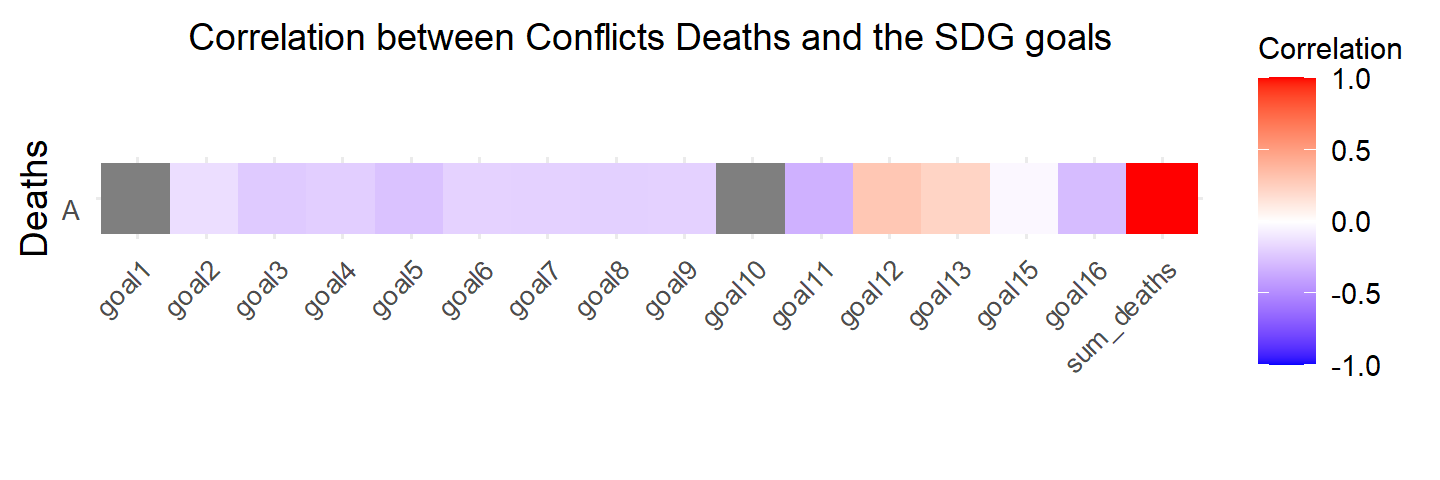 Correlation between Conflicts Deaths and the SDG goals
Correlation
1.0
0.5
0.0
-0.5
-1.0
Deaths
A
goal1
goal2
goal3
goal4
goal5
goal6
goal7
goal8
goal9
goal10
goal11
goal12
goal13
goal15
goal16
sum_deaths